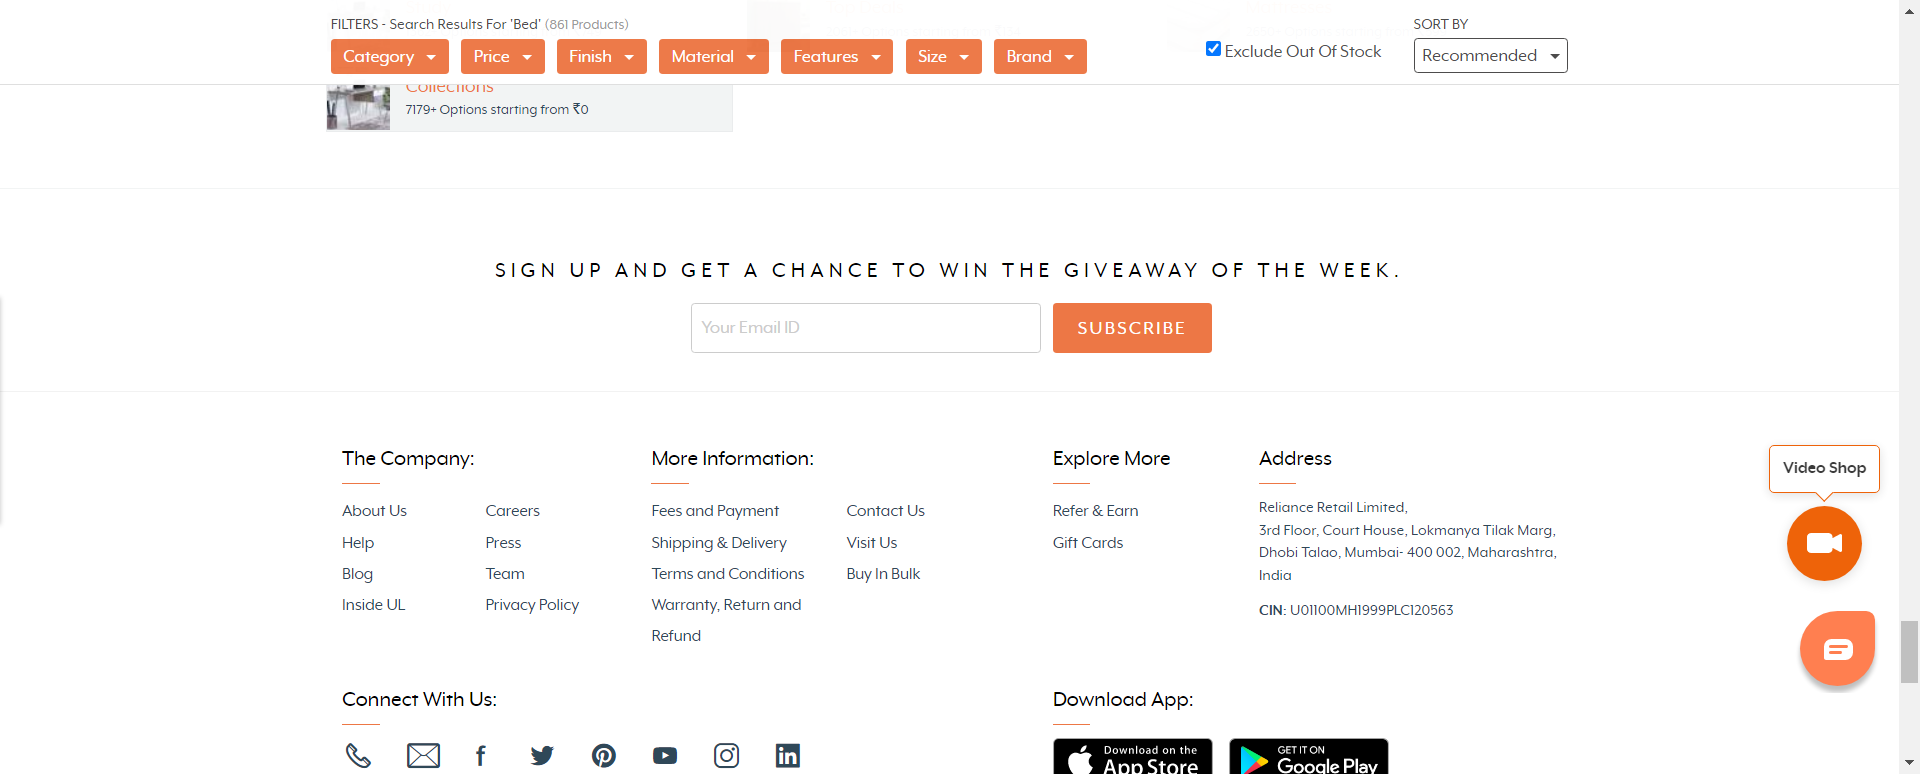 FILTERS - Search Results For 'Bed' (861 Products)
SORT BY
Category
Price
Finish
Material
Features
Size
Brand
Exclude Out Of Stock
Recommended
Collections
7179+ Options starting from ₹0
SIGN UP AND GET A CHANCE TO WIN THE GIVEAWAY OF THE WEEK.
Your Email ID
SUBSCRIBE
The Company:
About Us
Help
Blog
Inside UL
Careers
Press
Team
Privacy Policy
More Information:
Fees and Payment
Shipping & Delivery
Terms and Conditions
Warranty, Return and
Refund
Contact Us
Visit Us
Buy In Bulk
Explore More
Refer & Earn
Gift Cards
Address
Reliance Retail Limited,
3rd Floor, Court House, Lokmanya Tilak Marg,
Dhobi Talao, Mumbai- 400 002, Maharashtra,
India
CIN: U01100MH1999PLC120563
Video Shop
Connect With Us:
Download App:
Download on the
App Store
GET IT ON
Google Play